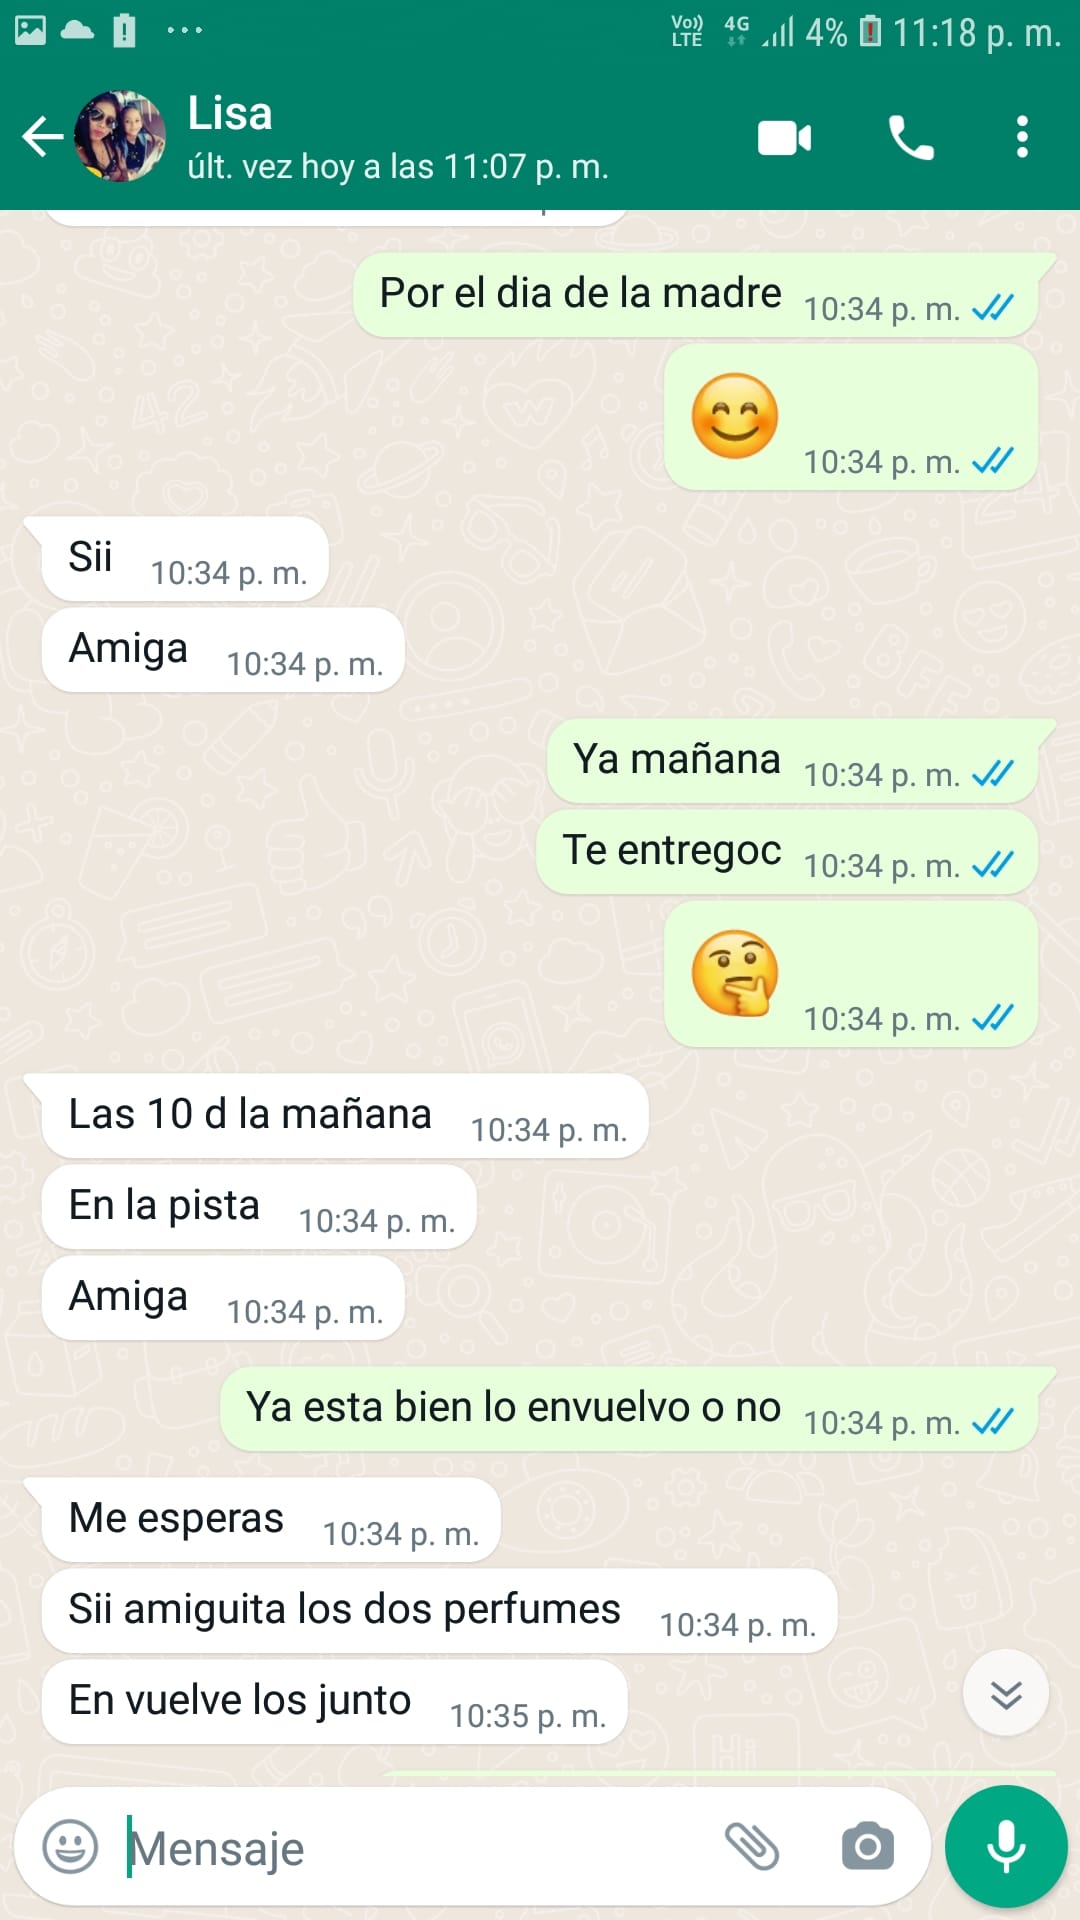 Vo)) LTE 4G 4% 11:18 p. m.
Lisa
últ. vez hoy a las 11:07 p. m.
Por el dia de la madre 10:34 p. m.
10:34 p. m.
Sii 10:34 p. m.
Amiga 10:34 p. m.
Ya mañana 10:34 p. m.
Te entregoc 10:34 p. m.
10:34 p. m.
Las 10 d la mañana 10:34 p. m.
En la pista 10:34 p. m.
Amiga 10:34 p. m.
Ya esta bien lo envuelvo o no 10:34 p. m.
Me esperas 10:34 p. m.
Sii amiguita los dos perfumes 10:34 p. m.
En vuelve los junto 10:35 p. m.
Mensaje